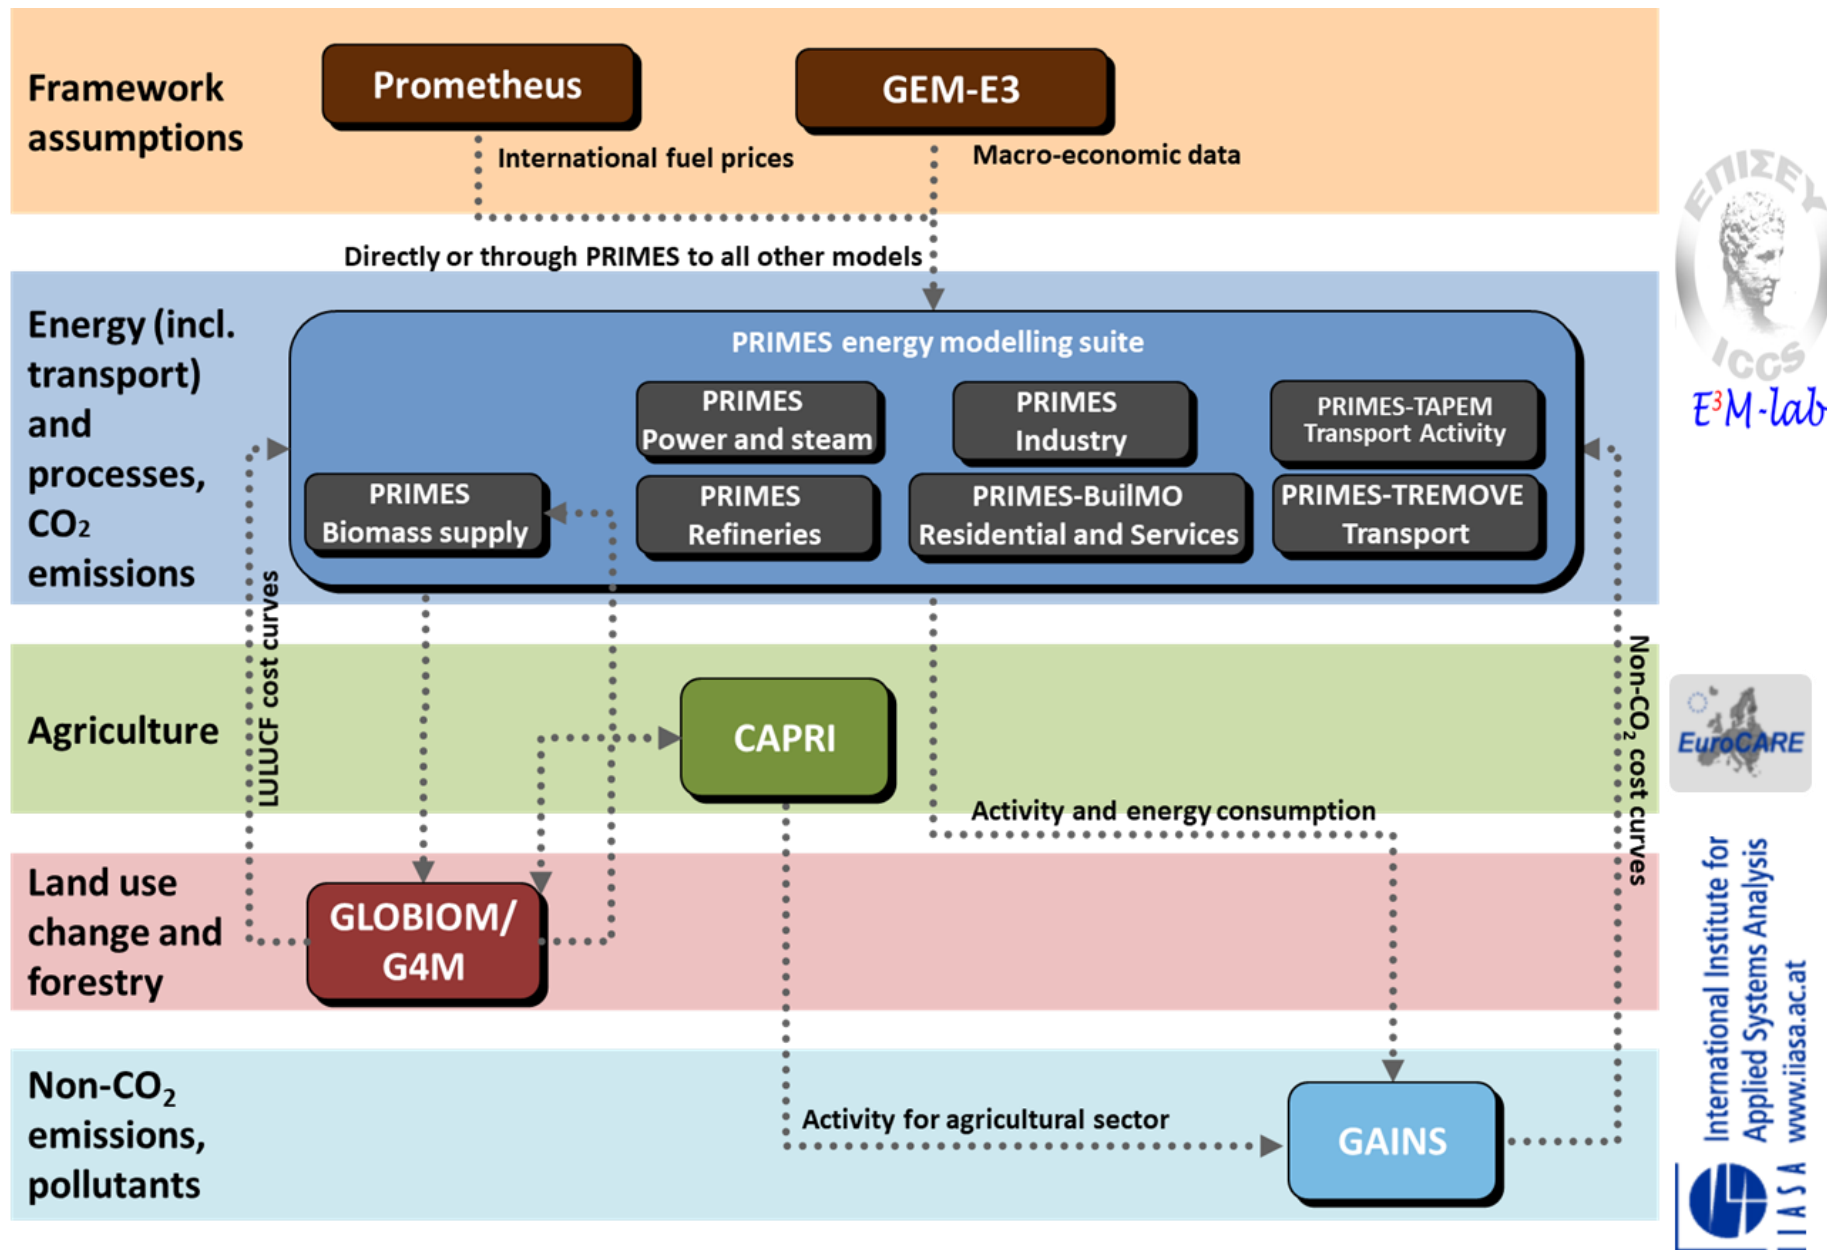 Framework
assumptions
Prometheus
GEM-E3
International fuel prices
Macro-economic data
Directly or through PRIMES to all other models
Energy (incl.
transport)
and
processes,
CO2
emissions
PRIMES energy modelling suite
PRIMES
Power and steam
PRIMES
Industry
PRIMES-TAPEM
Transport Activity
PRIMES
Biomass supply
PRIMES
Refineries
PRIMES-BuilMO
Residential and Services
PRIMES-TREMOVE
Transport
LULUCF cost curves
Non-CO₂ cost curves
Agriculture
CAPRI
Activity and energy consumption
Land use
change and
forestry
GLOBIOM/
G4M
Non-CO₂
emissions,
pollutants
Activity for agricultural sector
GAINS
ΕΠΙΣΕΥ
ICCS
E³M-lab
EuroCARE
International Institute for
Applied Systems Analysis
www.iiasa.ac.at
IIASA